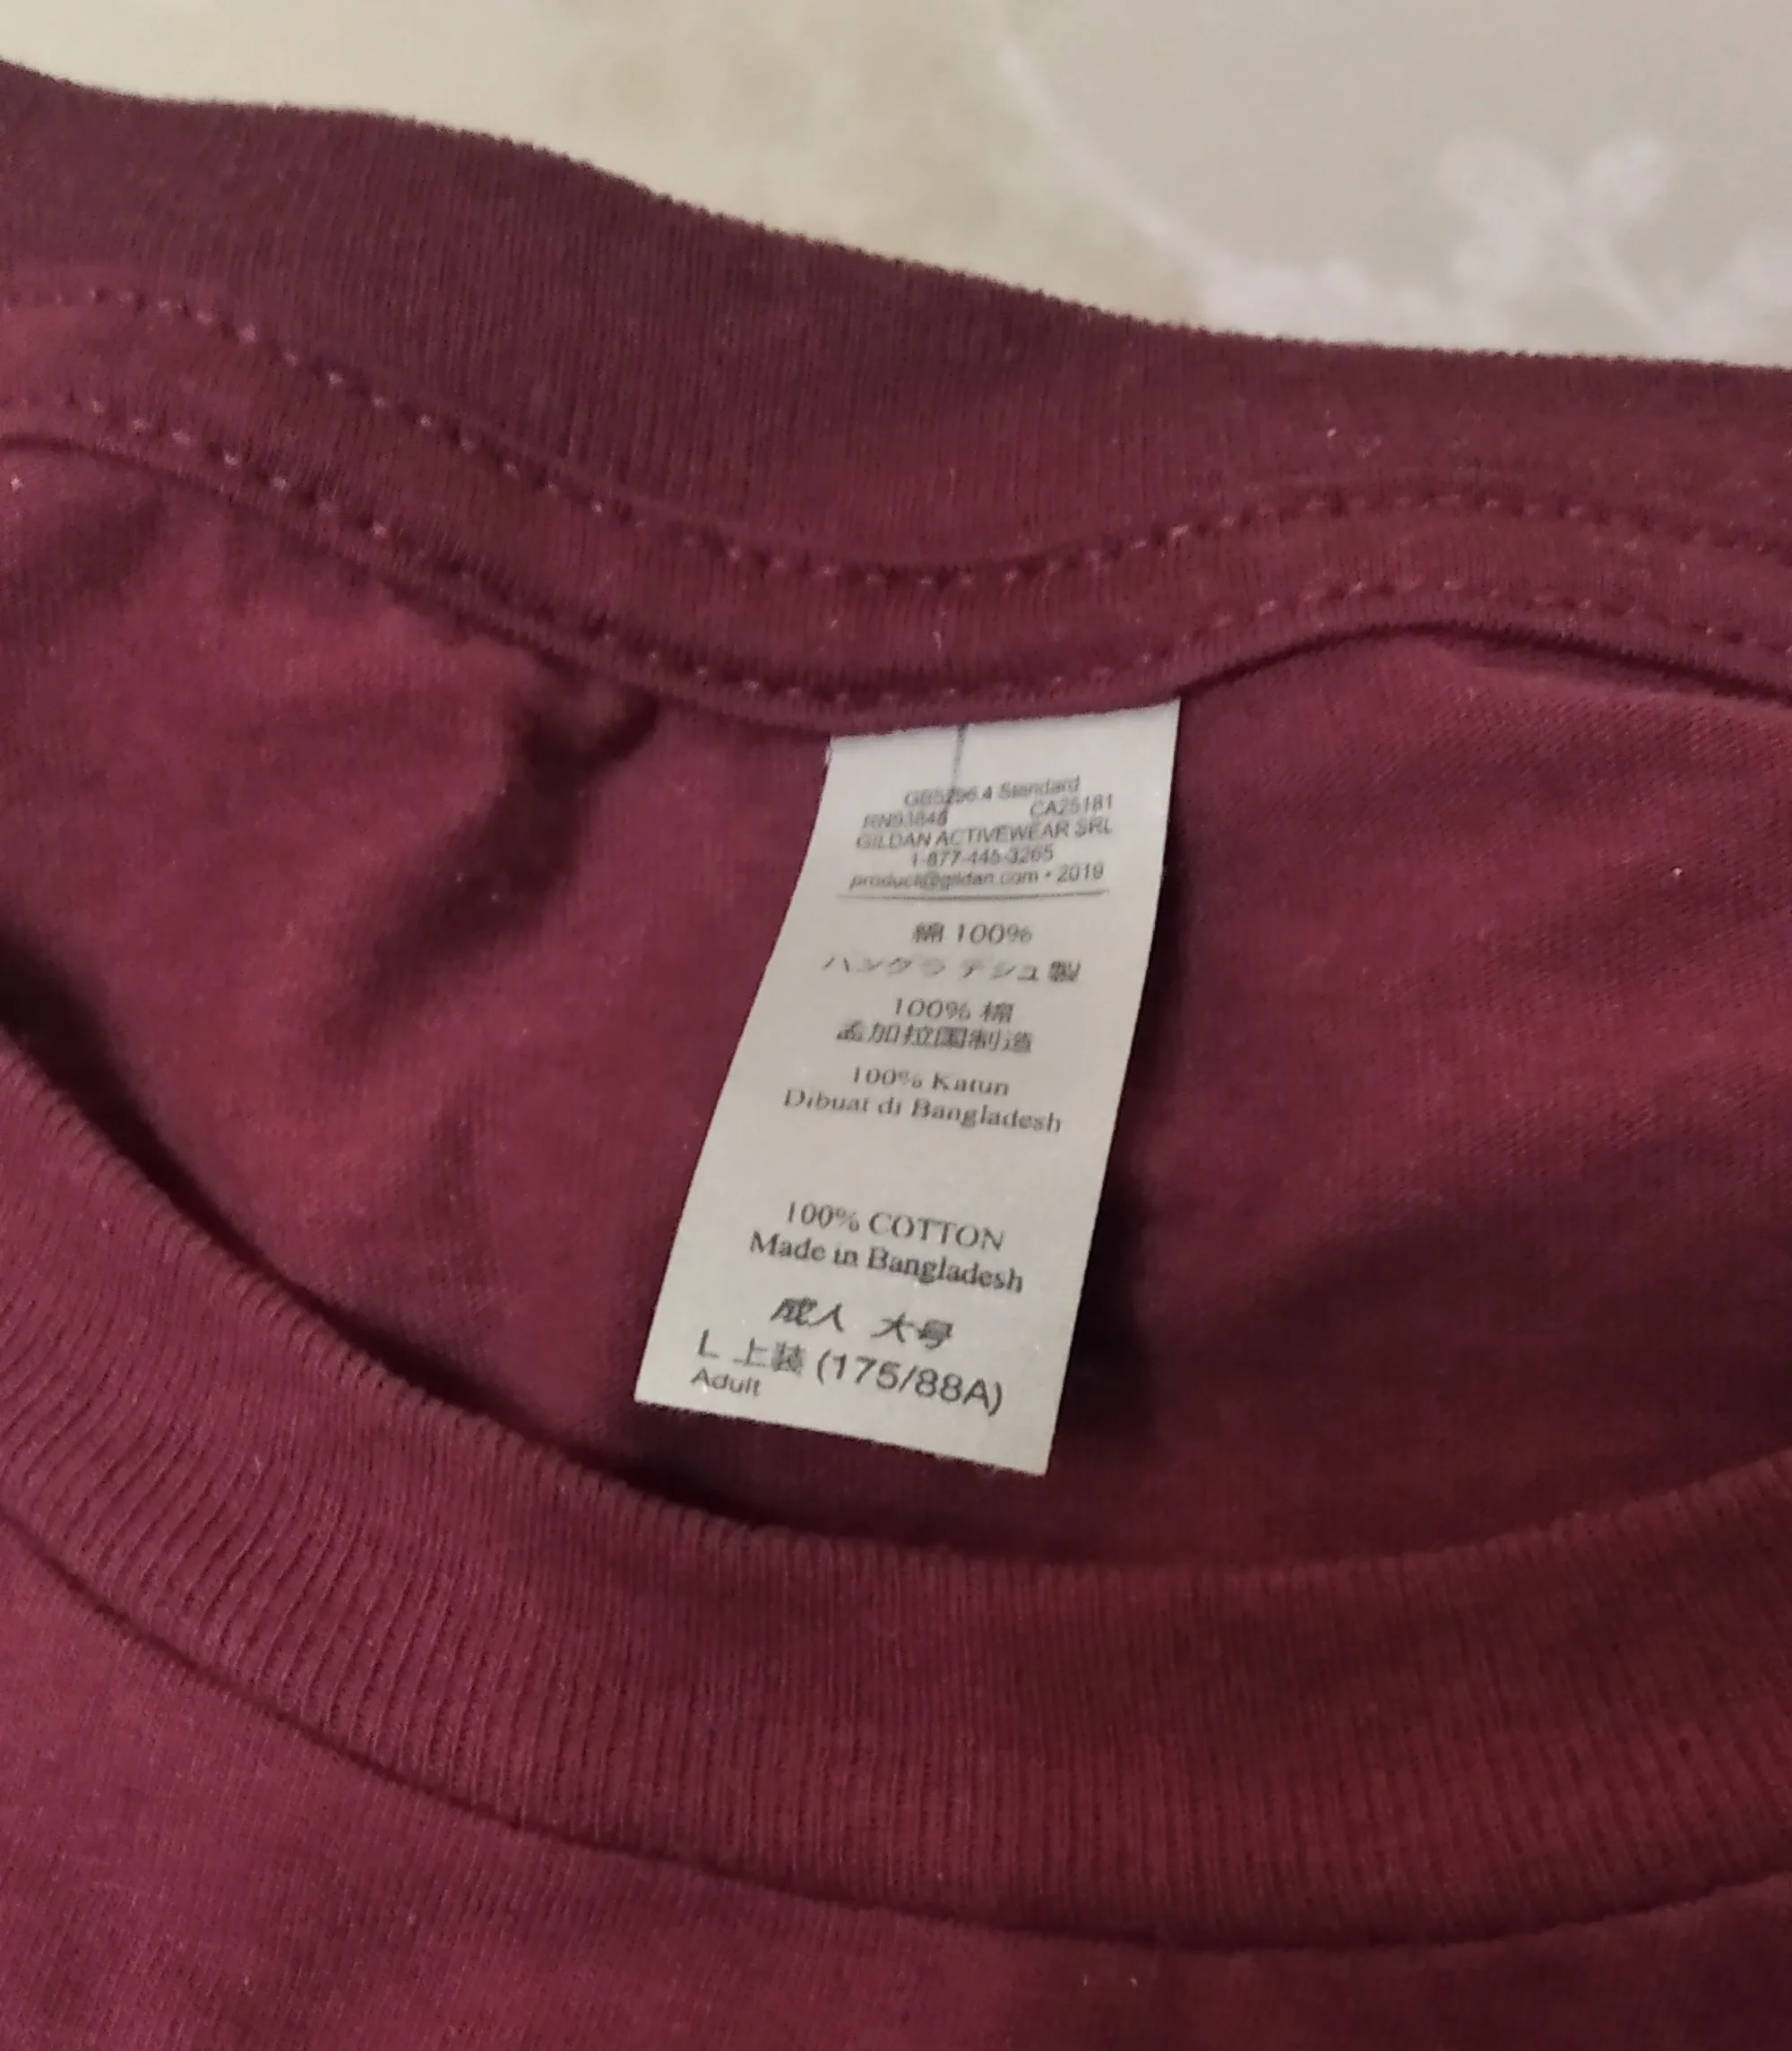 GB5296.4 Standard
RN93846 CA25181
GILDAN ACTIVEWEAR SRL
1-877-445-3265
product@gildan.com • 2019
綿 100%
バングラ デシュ製
100% 棉
孟加拉国制造
100% Katun
Dibuat di Bangladesh
100% COTTON
Made in Bangladesh
成人 大号
L 上装 (175/88A)
Adult